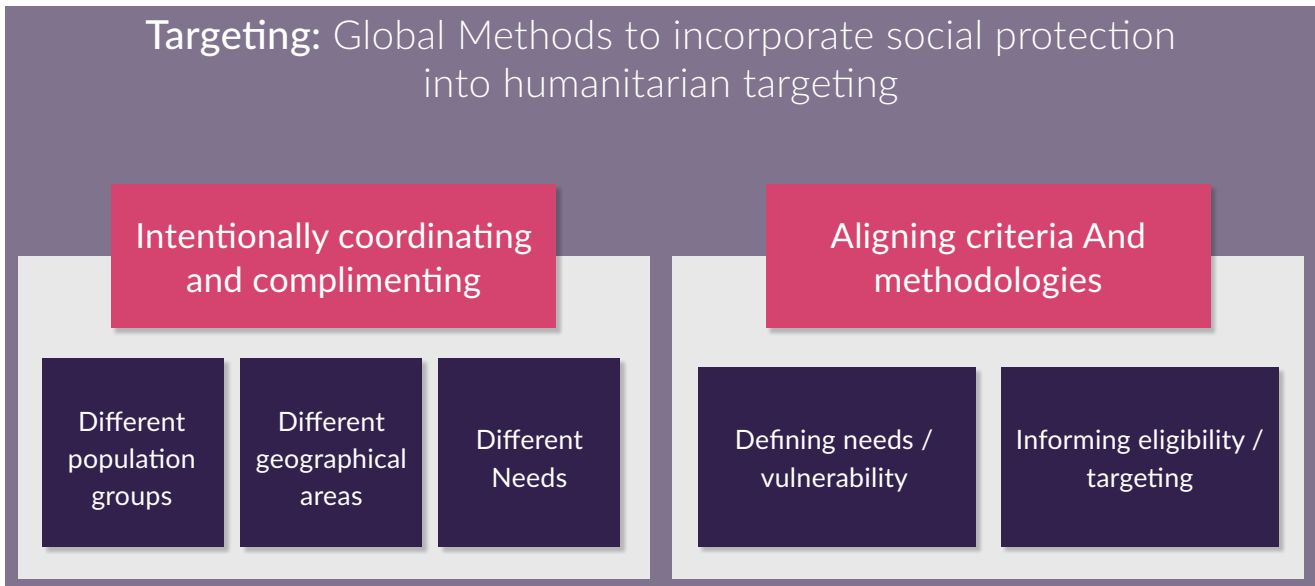 Targeting: Global Methods to incorporate social protection
into humanitarian targeting
Intentionally coordinating
and complimenting
Different
population
groups
Different
geographical
areas
Different
Needs
Aligning criteria And
methodologies
Defining needs /
vulnerability
Informing eligibility /
targeting